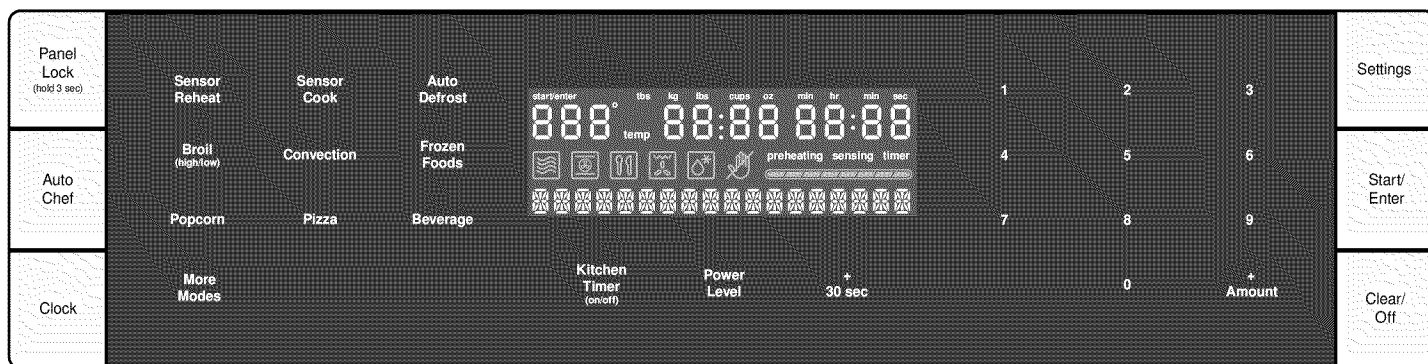 Panel
Lock
(hold 3 sec)
Auto
Chef
Clock
Sensor
Reheat
Sensor
Cook
Auto
Defrost
Broil
(high/low)
Convection
Frozen
Foods
Popcorn
Pizza
Beverage
More
Modes
start/enter tbs kg lbs cups oz min hr min sec
888° temp 88:88 88:88
preheating sensing timer
Kitchen
Timer
(on/off)
Power
Level
+
30 sec
1 2 3
4 5 6
7 8 9
0
+
Amount
Settings
Start/
Enter
Clear/
Off